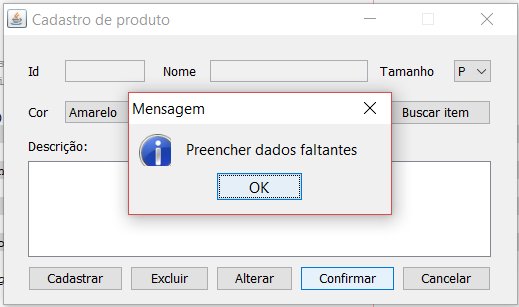 Cadastro de produto
Id Nome Tamanho P
Cor Amarelo Buscar item
Mensagem
Preencher dados faltantes
OK
Descrição:
Cadastrar Excluir Alterar Confirmar Cancelar